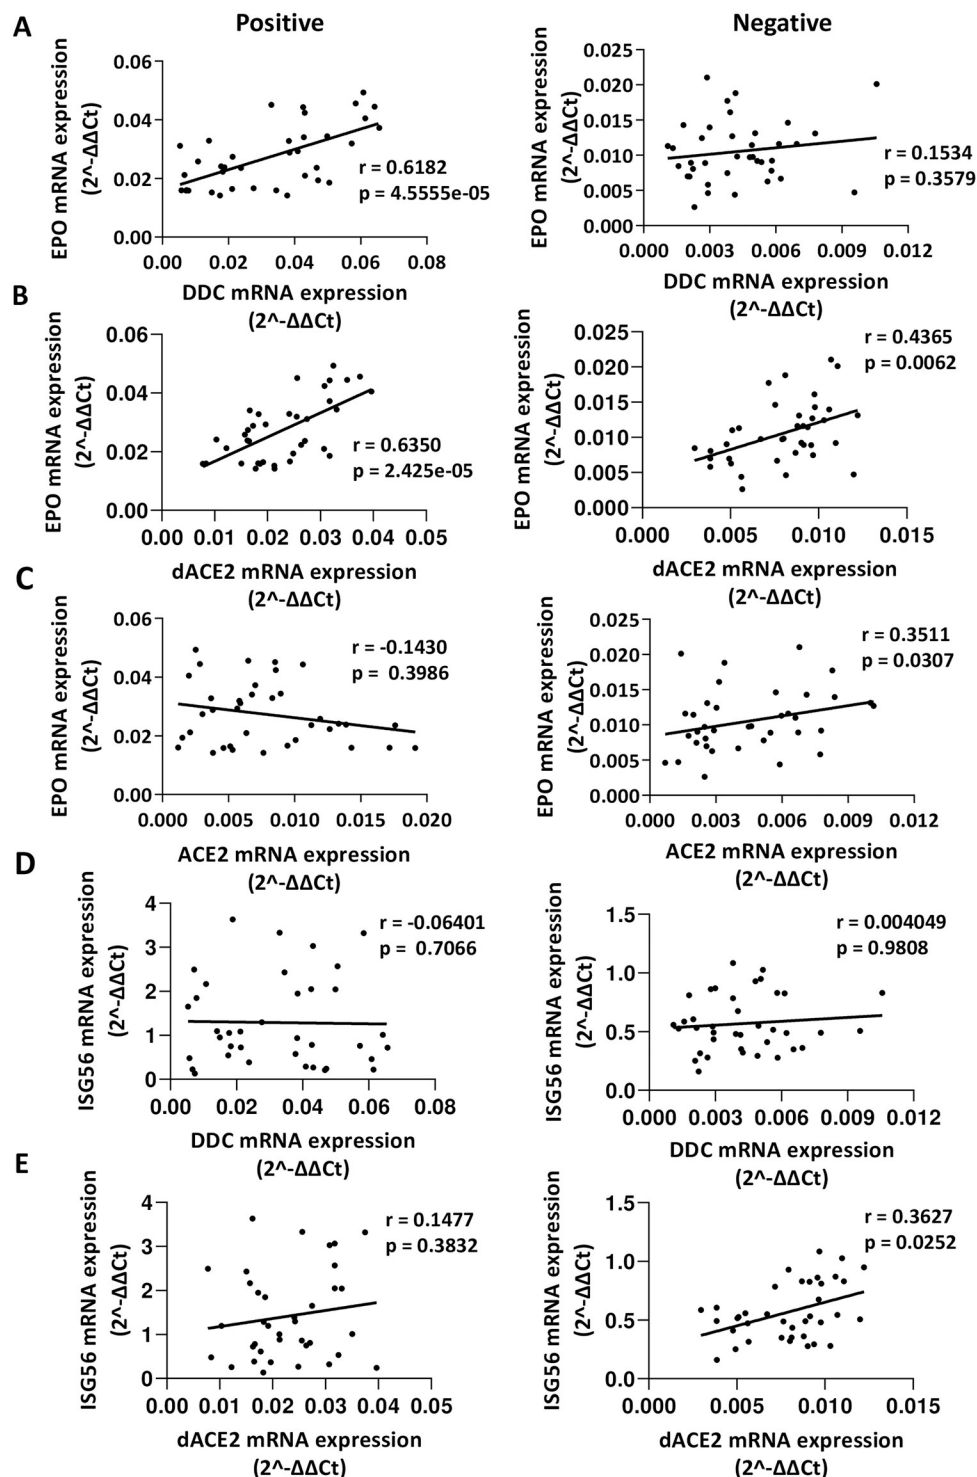 A
Positive
Negative
EPO mRNA expression
(2^-ΔΔCt)
0.06
0.04
0.02
0.00
0.00 0.02 0.04 0.06 0.08
r = 0.6182
p = 4.5555e-05
DDC mRNA expression
(2^-ΔΔCt)
EPO mRNA expression
(2^-ΔΔCt)
0.025
0.020
0.015
0.010
0.005
0.000
0.000 0.003 0.006 0.009 0.012
r = 0.1534
p = 0.3579
DDC mRNA expression
(2^-ΔΔCt)
B
EPO mRNA expression
(2^-ΔΔCt)
0.06
0.04
0.02
0.00
0.00 0.01 0.02 0.03 0.04 0.05
r = 0.6350
p = 2.425e-05
dACE2 mRNA expression
(2^-ΔΔCt)
EPO mRNA expression
(2^-ΔΔCt)
0.025
0.020
0.015
0.010
0.005
0.000
0.000 0.005 0.010 0.015
r = 0.4365
p = 0.0062
dACE2 mRNA expression
(2^-ΔΔCt)
C
EPO mRNA expression
(2^-ΔΔCt)
0.06
0.04
0.02
0.00
0.000 0.005 0.010 0.015 0.020
r = -0.1430
p = 0.3986
ACE2 mRNA expression
(2^-ΔΔCt)
EPO mRNA expression
(2^-ΔΔCt)
0.025
0.020
0.015
0.010
0.005
0.000
0.000 0.003 0.006 0.009 0.012
r = 0.3511
p = 0.0307
ACE2 mRNA expression
(2^-ΔΔCt)
D
ISG56 mRNA expression
(2^-ΔΔCt)
4
3
2
1
0
0.00 0.02 0.04 0.06 0.08
r = -0.06401
p = 0.7066
DDC mRNA expression
(2^-ΔΔCt)
ISG56 mRNA expression
(2^-ΔΔCt)
1.5
1.0
0.5
0.0
0.000 0.003 0.006 0.009 0.012
r = 0.004049
p = 0.9808
DDC mRNA expression
(2^-ΔΔCt)
E
ISG56 mRNA expression
(2^-ΔΔCt)
4
3
2
1
0
0.00 0.01 0.02 0.03 0.04 0.05
r = 0.1477
p = 0.3832
dACE2 mRNA expression
(2^-ΔΔCt)
ISG56 mRNA expression
(2^-ΔΔCt)
1.5
1.0
0.5
0.0
0.000 0.005 0.010 0.015
r = 0.3627
p = 0.0252
dACE2 mRNA expression
(2^-ΔΔCt)